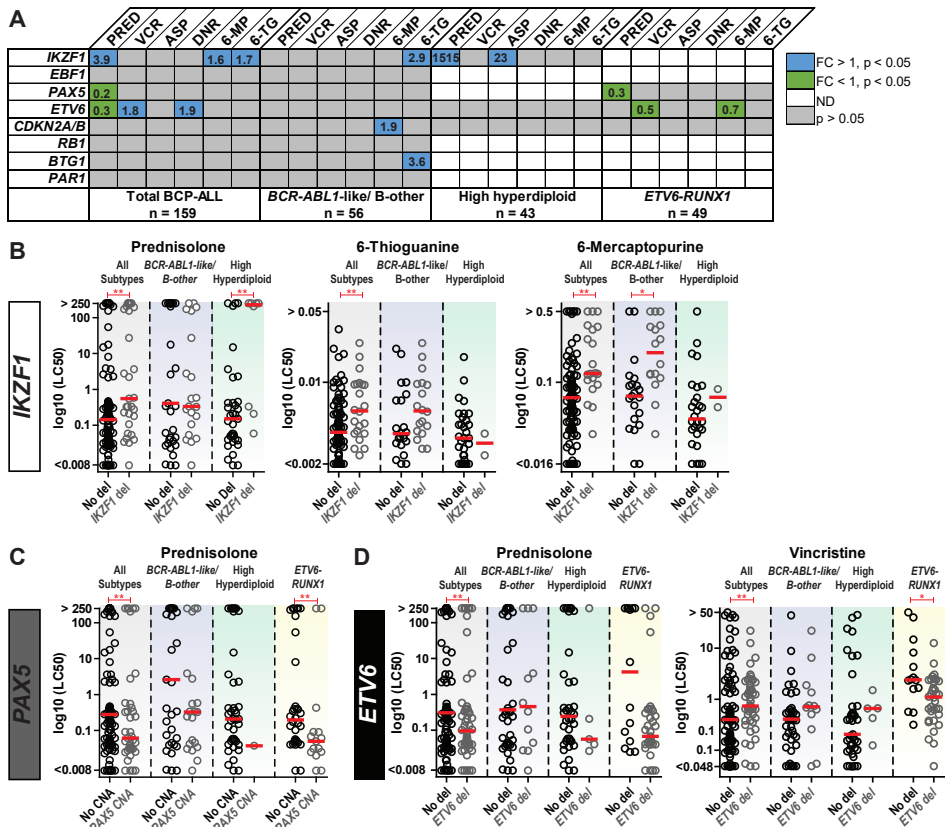 A
PRED VCR ASP DNR 6-MP 6-TG PRED VCR ASP DNR 6-MP 6-TG PRED VCR ASP DNR 6-MP 6-TG PRED VCR ASP DNR 6-MP 6-TG
IKZF1 3.9 1.6 1.7 2.9 1515 23
EBF1
PAX5 0.2 0.3
ETV6 0.3 1.8 1.9 0.5 0.7
CDKN2A/B 1.9
RB1
BTG1 3.6
PAR1
Total BCP-ALL BCR-ABL1-like/ B-other High hyperdiploid ETV6-RUNX1
n = 159 n = 56 n = 43 n = 49
FC > 1, p < 0.05
FC < 1, p < 0.05
ND
p > 0.05
B
IKZF1
Prednisolone
All Subtypes BCR-ABL1-like/ B-other High Hyperdiploid
** **
log10 (LC50)
> 250
100
10
1
0.1
<0.008
No del IKZF1 del No del IKZF1 del No Del IKZF1 del
6-Thioguanine
All Subtypes BCR-ABL1-like/ B-other High Hyperdiploid
**
log10 (LC50)
> 0.05
0.01
<0.002
No del IKZF1 del No del IKZF1 del No del IKZF1 del
6-Mercaptopurine
All Subtypes BCR-ABL1-like/ B-other High Hyperdiploid
** *
log10 (LC50)
> 0.5
0.1
<0.016
No del IKZF1 del No del IKZF1 del No del IKZF1 del
C
PAX5
Prednisolone
All Subtypes BCR-ABL1-like/ B-other High Hyperdiploid ETV6-RUNX1
** **
log10 (LC50)
> 250
100
10
1
0.1
<0.008
No CNA PAX5 CNA No CNA PAX5 CNA No CNA PAX5 CNA No CNA PAX5 CNA
D
ETV6
Prednisolone
All Subtypes BCR-ABL1-like/ B-other High Hyperdiploid ETV6-RUNX1
**
log10 (LC50)
> 250
100
10
1
0.1
<0.008
No del ETV6 del No del ETV6 del No del ETV6 del No del ETV6 del
Vincristine
All Subtypes BCR-ABL1-like/ B-other High Hyperdiploid ETV6-RUNX1
** *
log10 (LC50)
> 50
10
1
0.1
0.1
<0.048
No del ETV6 del No del ETV6 del No del ETV6 del No del ETV6 del